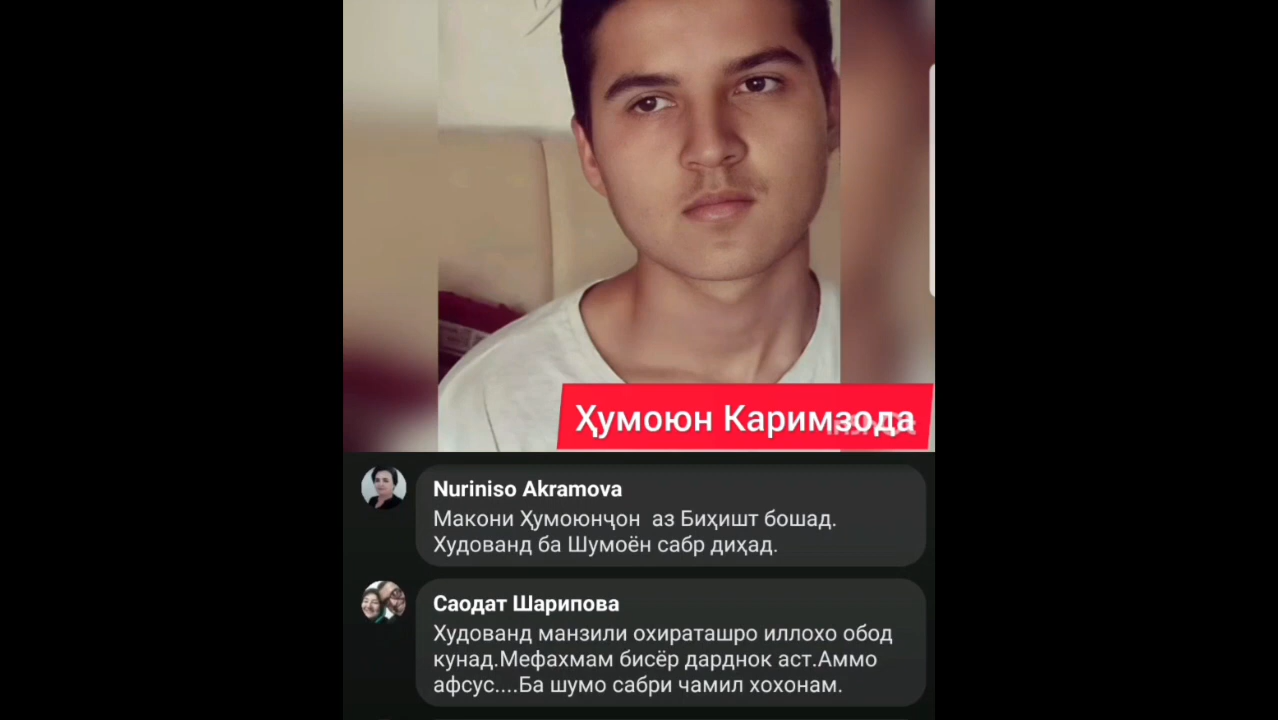 Ҳумоюн Каримзода
Nuriniso Akramova
Макони Ҳумоюнҷон аз Биҳишт бошад.
Худованд ба Шумоён сабр диҳад.
Саодат Шарипова
Худованд манзили охираташро иллохо обод
кунад.Мефахмам бисёр дарднок аст.Аммо
афсус....Ба шумо сабри чамил хохонам.